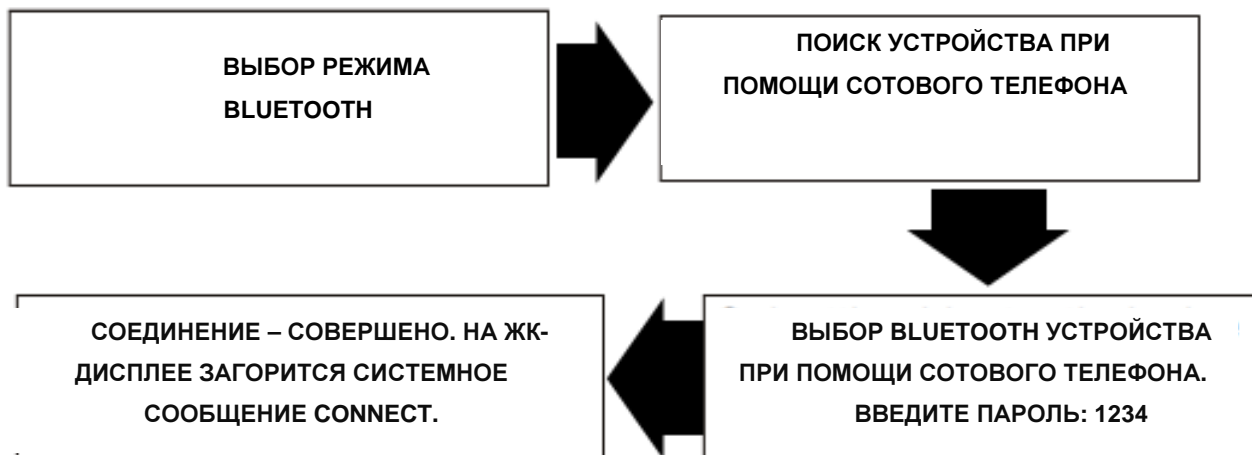 ВЫБОР РЕЖИМА
BLUETOOTH
ПОИСК УСТРОЙСТВА ПРИ
ПОМОЩИ СОТОВОГО ТЕЛЕФОНА
ВЫБОР BLUETOOTH УСТРОЙСТВА
ПРИ ПОМОЩИ СОТОВОГО ТЕЛЕФОНА.
ВВЕДИТЕ ПАРОЛЬ: 1234
СОЕДИНЕНИЕ – СОВЕРШЕНО. НА ЖК-
ДИСПЛЕЕ ЗАГОРИТСЯ СИСТЕМНОЕ
СООБЩЕНИЕ CONNECT.